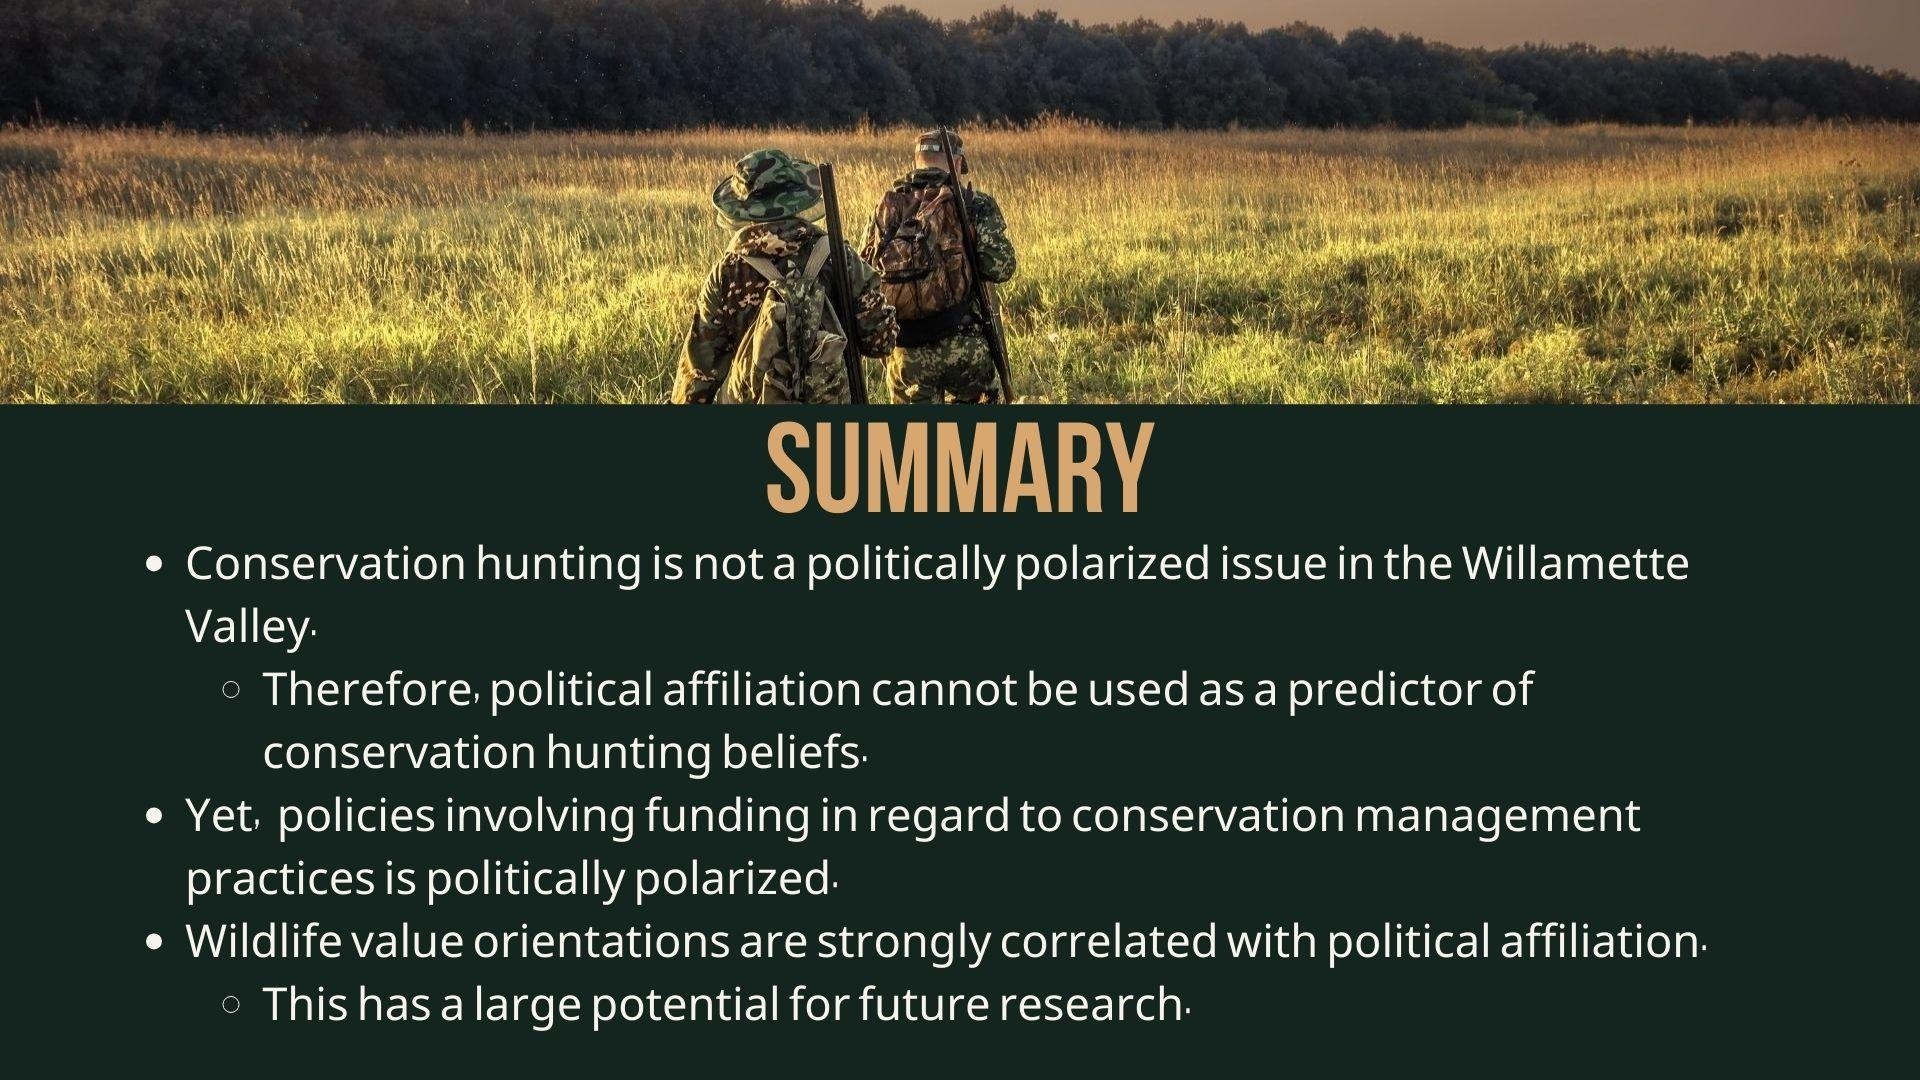 SUMMARY
• Conservation hunting is not a politically polarized issue in the Willamette
Valley.
○ Therefore, political affiliation cannot be used as a predictor of
conservation hunting beliefs.
• Yet,  policies involving funding in regard to conservation management
practices is politically polarized.
• Wildlife value orientations are strongly correlated with political affiliation.
○ This has a large potential for future research.